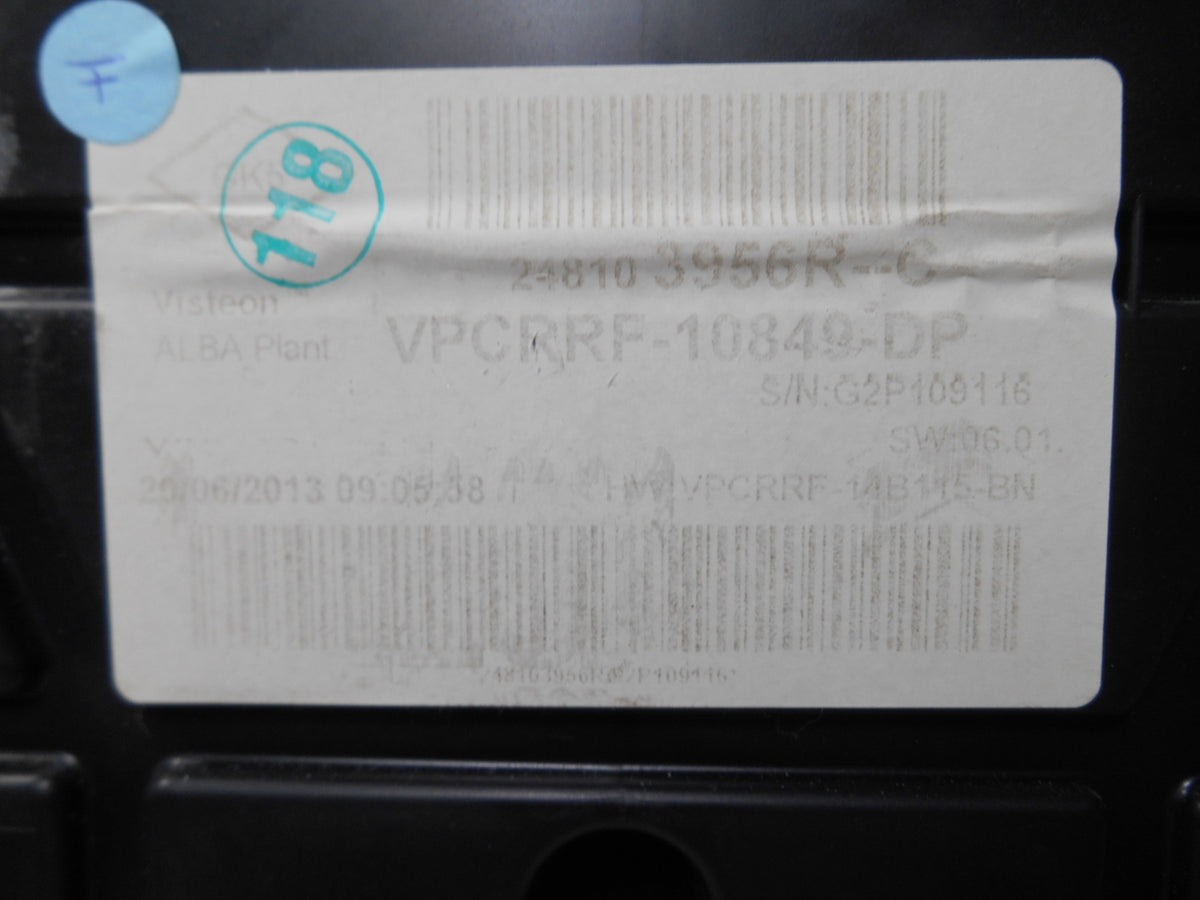 F
118
24810 3956R--C
Visteon
ALBA Plant
VPCRRF-10849-DP
S/N:G2P109116
SW:06.01.
20/06/2013 09:05:38
HW:VPCRRF-14B115-BN